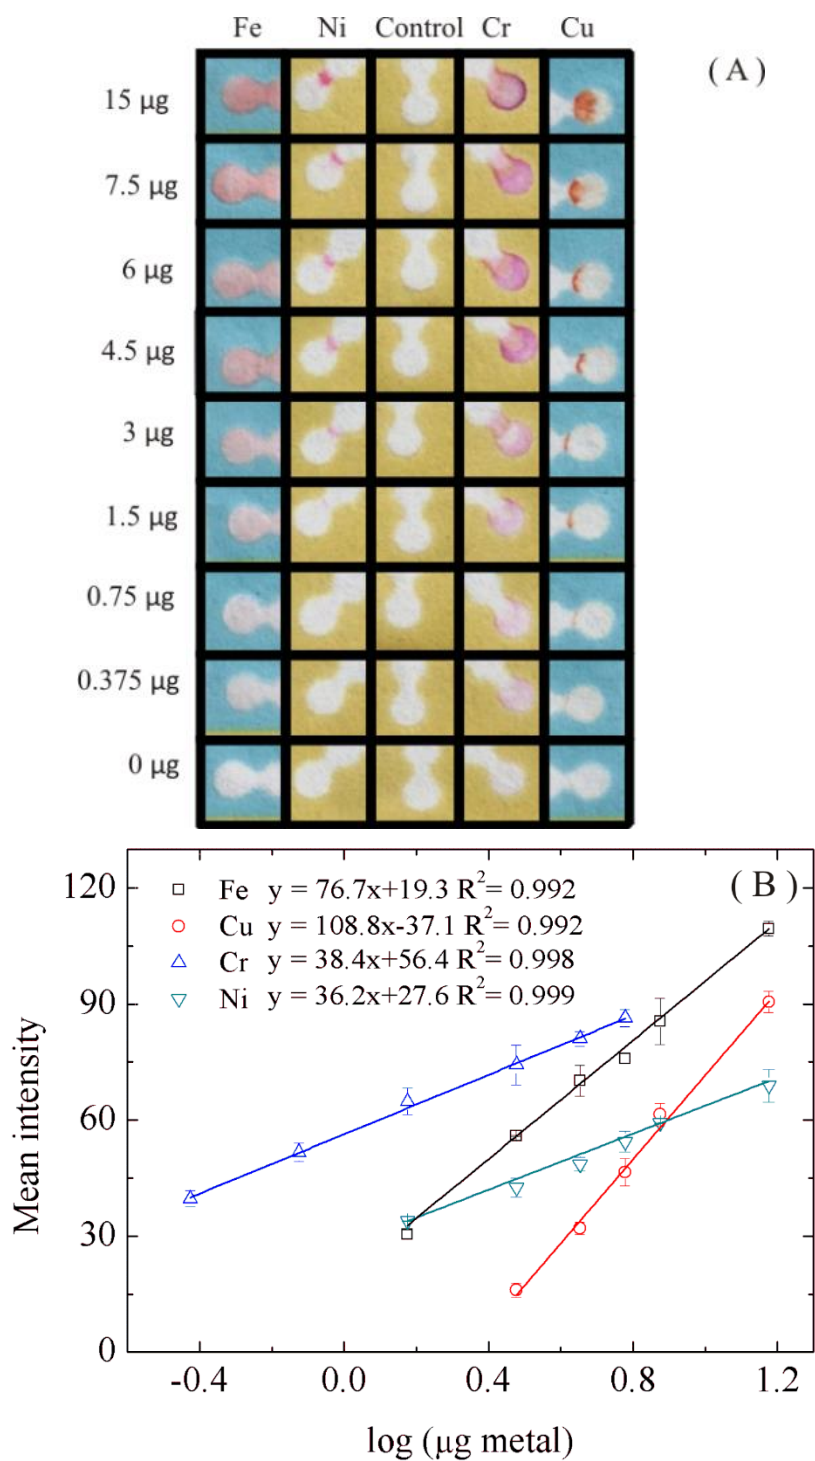 Fe Ni Control Cr Cu
( A )
15 μg
7.5 μg
6 μg
4.5 μg
3 μg
1.5 μg
0.75 μg
0.375 μg
0 μg
( B )
Fe y = 76.7x+19.3 R²= 0.992
Cu y = 108.8x-37.1 R²= 0.992
Cr y = 38.4x+56.4 R²= 0.998
Ni y = 36.2x+27.6 R²= 0.999
120
90
60
30
0
Mean intensity
-0.4 0.0 0.4 0.8 1.2
log (μg metal)